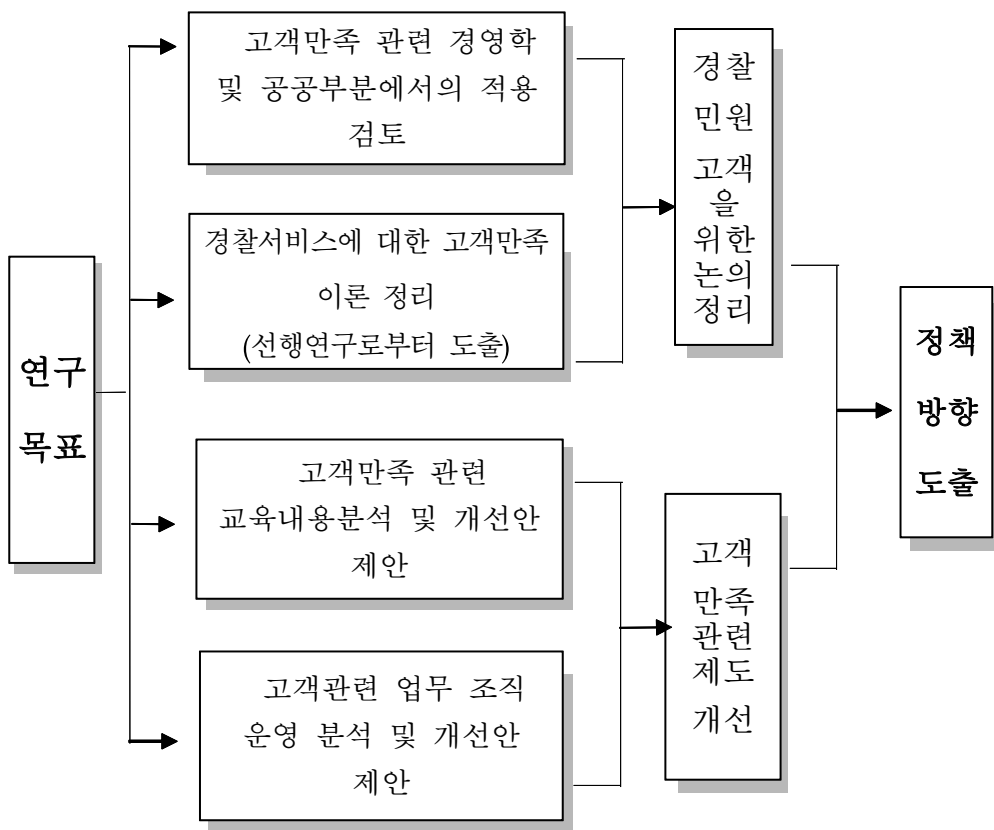 연구
목표
고객만족 관련 경영학
및 공공부분에서의 적용
검토
경찰서비스에 대한 고객만족
이론 정리
(선행연구로부터 도출)
고객만족 관련
교육내용분석 및 개선안
제안
고객관련 업무 조직
운영 분석 및 개선안
제안
경찰
민원
고객
을
위한
논의
정리
고객
만족
관련
제도
개선
정책
방향
도출